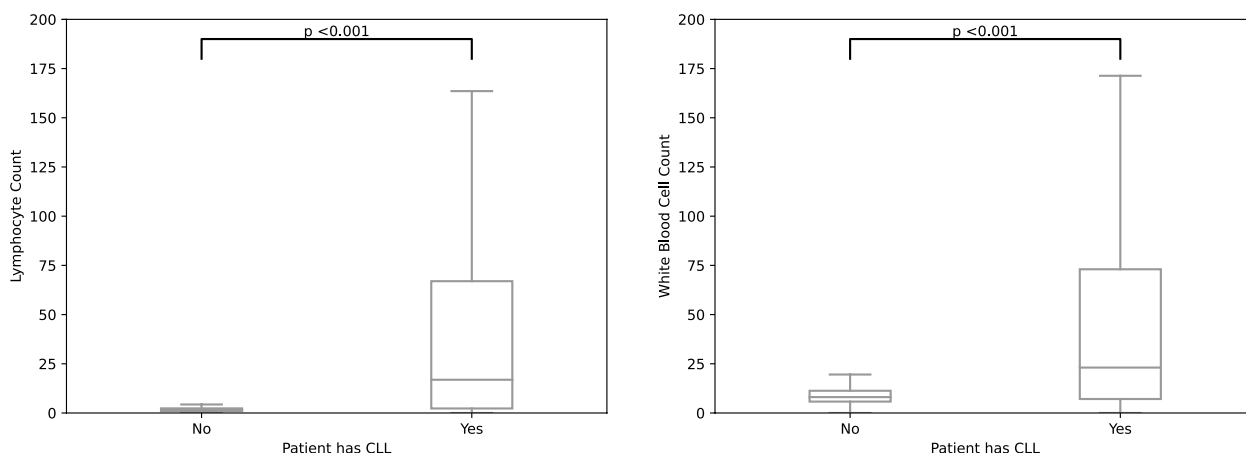 200
175
150
125
100
75
50
25
0
Lymphocyte Count
p <0.001
No
Yes
Patient has CLL
200
175
150
125
100
75
50
25
0
White Blood Cell Count
p <0.001
No
Yes
Patient has CLL